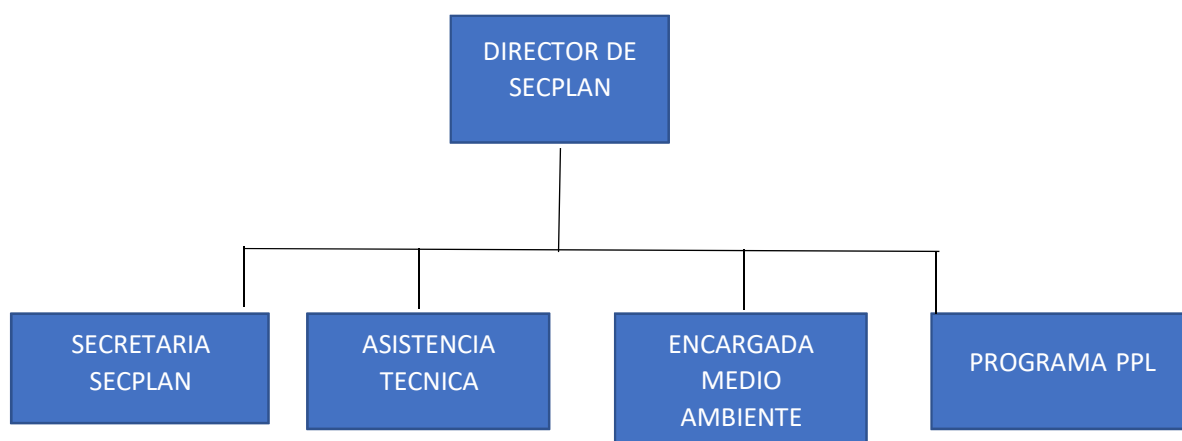 DIRECTOR DE
SECPLAN
SECRETARIA
SECPLAN
ASISTENCIA
TECNICA
ENCARGADA
MEDIO
AMBIENTE
PROGRAMA PPL